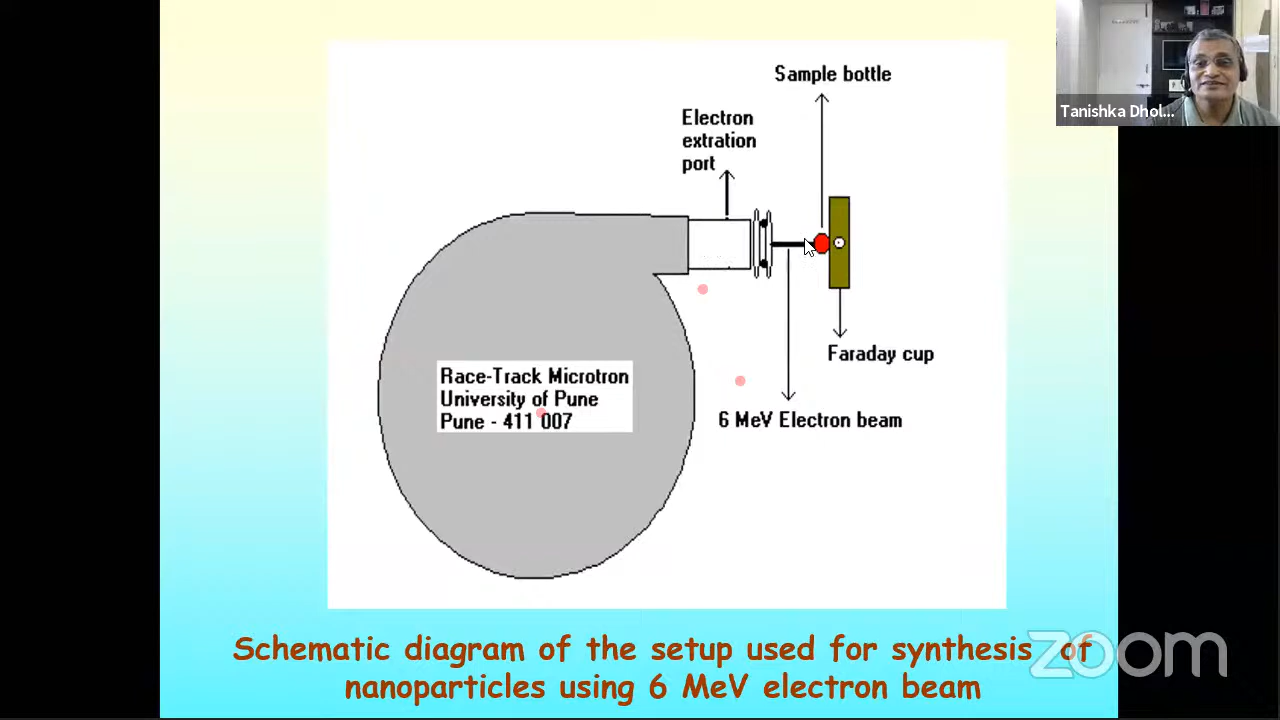 Sample bottle
Tanishka Dhol...
Electron
extration
port
Race-Track Microtron
University of Pune
Pune - 411 007
Faraday cup
6 MeV Electron beam
Schematic diagram of the setup used for synthesis of
nanoparticles using 6 MeV electron beam
zoom